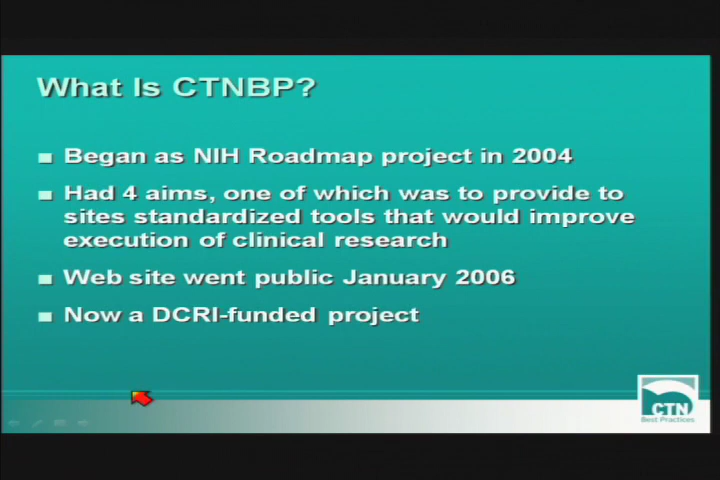 What Is CTNBP?
Began as NIH Roadmap project in 2004
Had 4 aims, one of which was to provide to
sites standardized tools that would improve
execution of clinical research
Web site went public January 2006
Now a DCRI-funded project
CTN
Best Practices